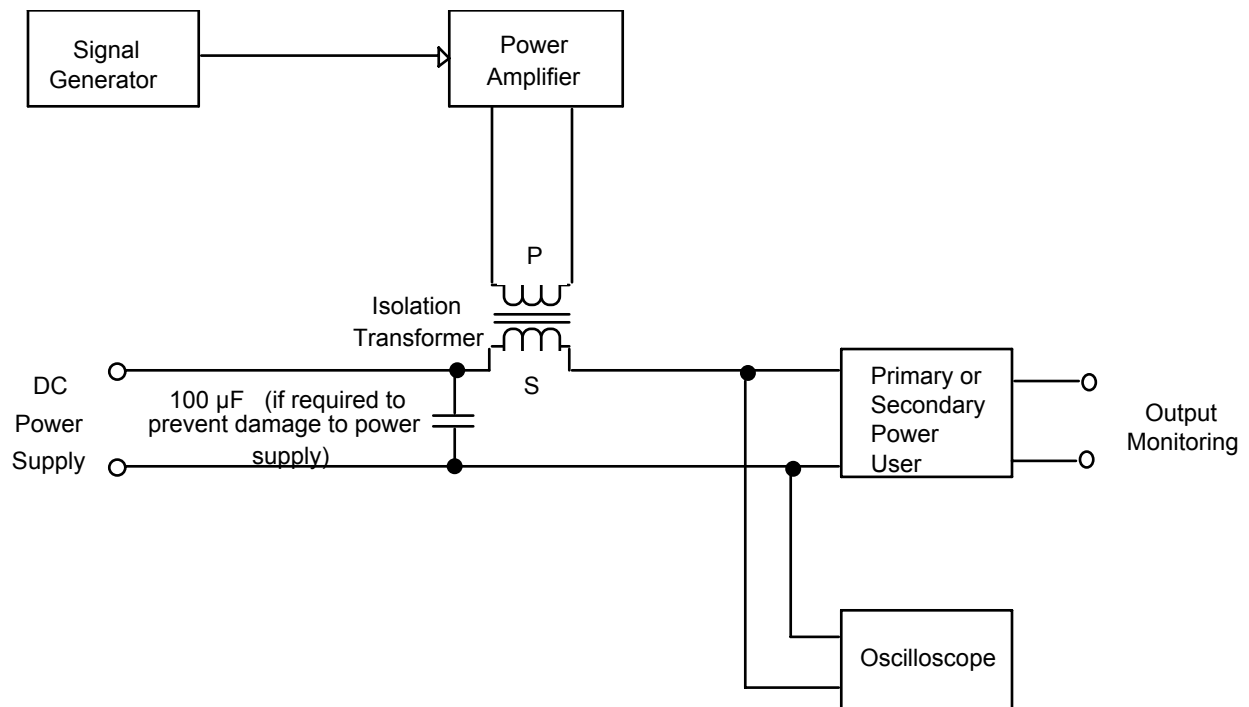 Signal
Generator
Power
Amplifier
P
Isolation
Transformer
S
DC
Power
Supply
100 µF (if required to
prevent damage to power
supply)
Primary or
Secondary
Power
User
Output
Monitoring
Oscilloscope